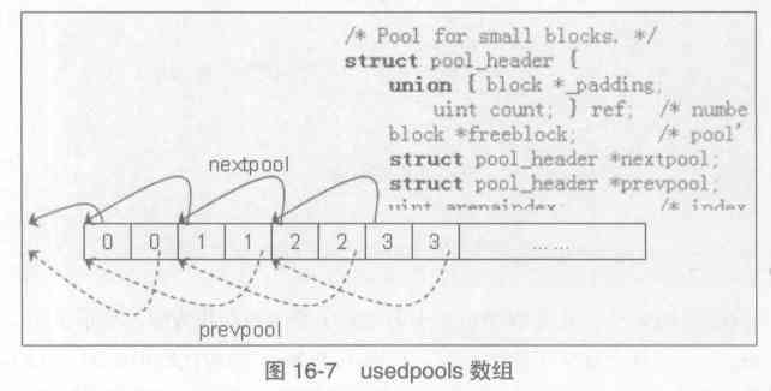 /* Pool for small blocks. */
struct pool_header {
union { block *_padding;
uint count; } ref; /* numbe
block *freeblock; /* pool'
struct pool_header *nextpool;
struct pool_header *prevpool;
uint arenaindex; /* index
nextpool
0 0 1 1 2 2 3 3 ... ...
prevpool
图 16-7 usedpools 数组